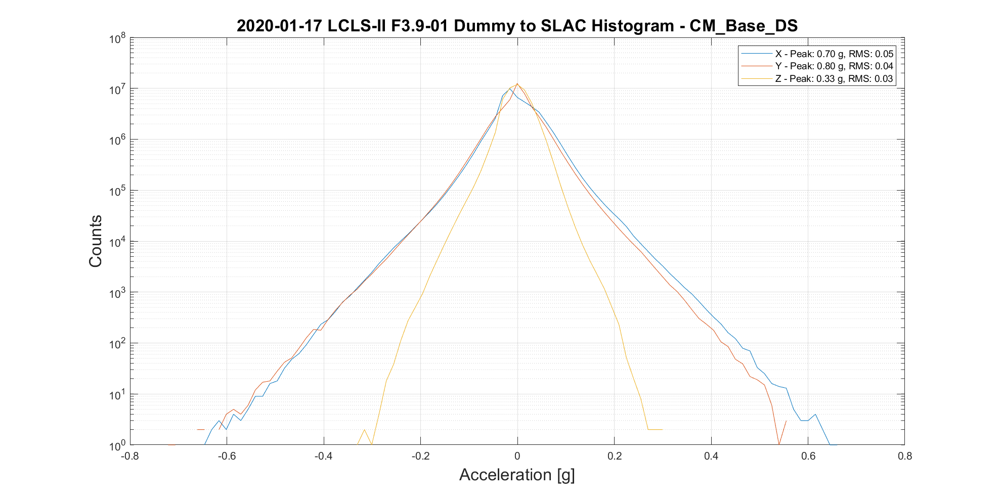 2020-01-17 LCLS-II F3.9-01 Dummy to SLAC Histogram - CM_Base_DS
X - Peak: 0.70 g, RMS: 0.05
Y - Peak: 0.80 g, RMS: 0.04
Z - Peak: 0.33 g, RMS: 0.03
Counts
10^8
10^7
10^6
10^5
10^4
10^3
10^2
10^1
10^0
-0.8 -0.6 -0.4 -0.2 0 0.2 0.4 0.6 0.8
Acceleration [g]